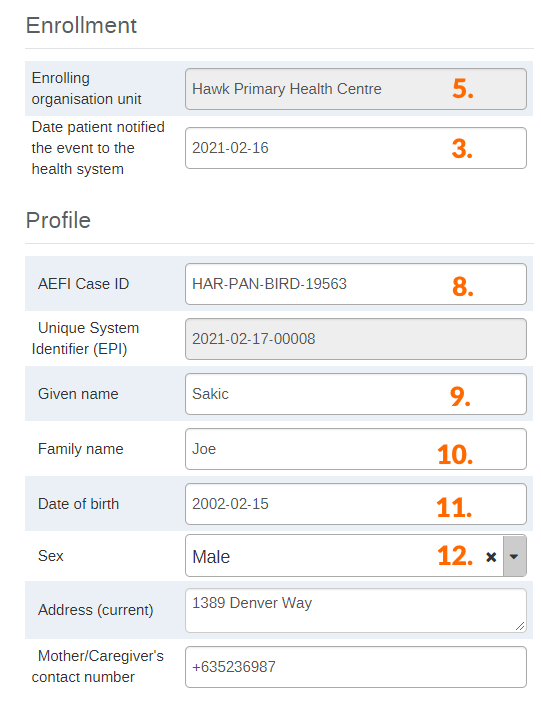 Enrollment
Enrolling
organisation unit
Hawk Primary Health Centre
5.
Date patient notified
the event to the
health system
2021-02-16
3.
Profile
AEFI Case ID
HAR-PAN-BIRD-19563
8.
Unique System
Identifier (EPI)
2021-02-17-00008
Given name
Sakic
9.
Family name
Joe
10.
Date of birth
2002-02-15
11.
Sex
Male
12.
Address (current)
1389 Denver Way
Mother/Caregiver's
contact number
+635236987